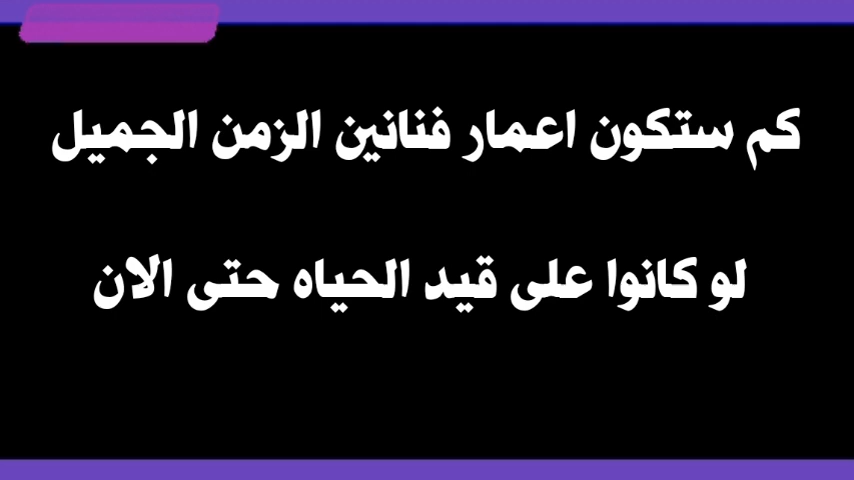 كم ستكون اعمار فنانين الزمن الجميل
لو كانوا على قيد الحياه حتى الان